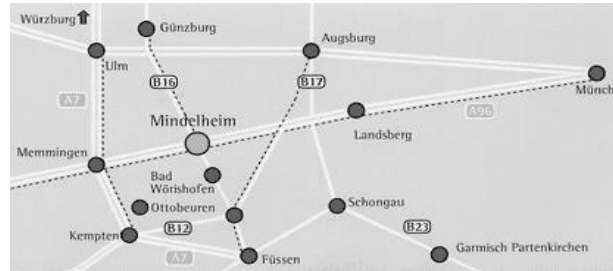 Würzburg
Günzburg
Augsburg
Ulm
B16
B17
A7
Münch
Mindelheim
A96
Landsberg
Memmingen
Bad
Wörishofen
Ottobeuren
Schongau
B12
B23
Kempten
A7
Füssen
Garmisch Partenkirchen